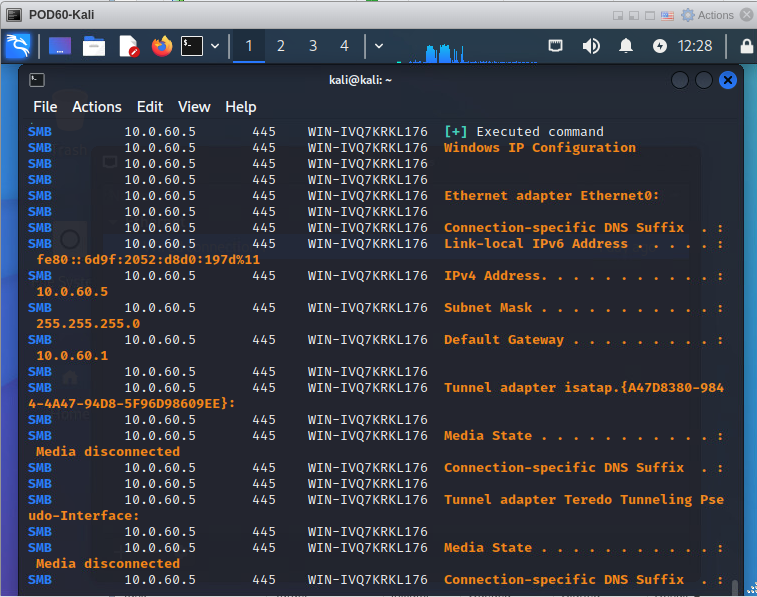 POD60-Kali
Actions
1 2 3 4
12:28
kali@kali: ~
File Actions Edit View Help
SMB 10.0.60.5 445 WIN-IVQ7KRKL176 [+] Executed command
SMB 10.0.60.5 445 WIN-IVQ7KRKL176 Windows IP Configuration
SMB 10.0.60.5 445 WIN-IVQ7KRKL176
SMB 10.0.60.5 445 WIN-IVQ7KRKL176
SMB 10.0.60.5 445 WIN-IVQ7KRKL176 Ethernet adapter Ethernet0:
SMB 10.0.60.5 445 WIN-IVQ7KRKL176
SMB 10.0.60.5 445 WIN-IVQ7KRKL176 Connection-specific DNS Suffix . :
SMB 10.0.60.5 445 WIN-IVQ7KRKL176 Link-local IPv6 Address . . . . . :
fe80::6d9f:2052:d8d0:197d%11
SMB 10.0.60.5 445 WIN-IVQ7KRKL176 IPv4 Address. . . . . . . . . . . :
10.0.60.5
SMB 10.0.60.5 445 WIN-IVQ7KRKL176 Subnet Mask . . . . . . . . . . . :
255.255.255.0
SMB 10.0.60.5 445 WIN-IVQ7KRKL176 Default Gateway . . . . . . . . . :
10.0.60.1
SMB 10.0.60.5 445 WIN-IVQ7KRKL176
SMB 10.0.60.5 445 WIN-IVQ7KRKL176 Tunnel adapter isatap.{A47D8380-984
4-4A47-94D8-5F96D98609EE}:
SMB 10.0.60.5 445 WIN-IVQ7KRKL176
SMB 10.0.60.5 445 WIN-IVQ7KRKL176 Media State . . . . . . . . . . . :
Media disconnected
SMB 10.0.60.5 445 WIN-IVQ7KRKL176 Connection-specific DNS Suffix . :
SMB 10.0.60.5 445 WIN-IVQ7KRKL176
SMB 10.0.60.5 445 WIN-IVQ7KRKL176 Tunnel adapter Teredo Tunneling Pse
udo-Interface:
SMB 10.0.60.5 445 WIN-IVQ7KRKL176
SMB 10.0.60.5 445 WIN-IVQ7KRKL176 Media State . . . . . . . . . . . :
Media disconnected
SMB 10.0.60.5 445 WIN-IVQ7KRKL176 Connection-specific DNS Suffix . :